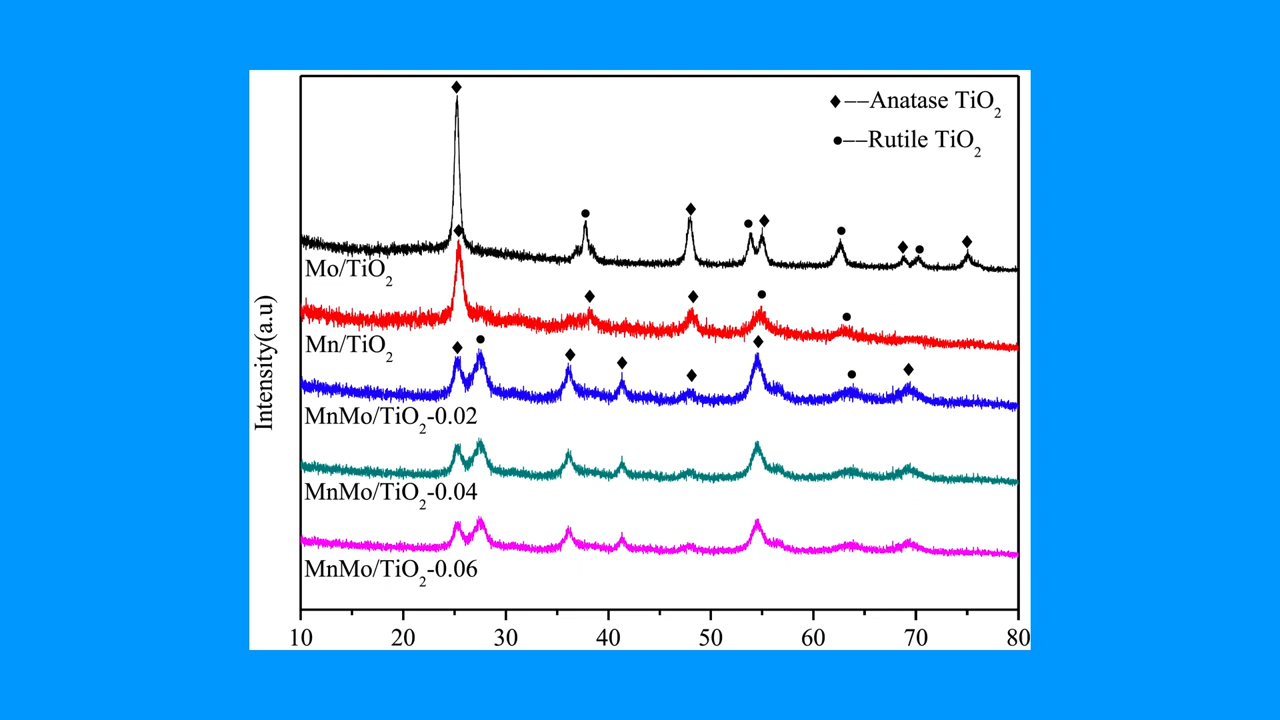 ◆––Anatase TiO₂
●––Rutile TiO₂
Intensity(a.u)
Mo/TiO₂
Mn/TiO₂
MnMo/TiO₂-0.02
MnMo/TiO₂-0.04
MnMo/TiO₂-0.06
10 20 30 40 50 60 70 80